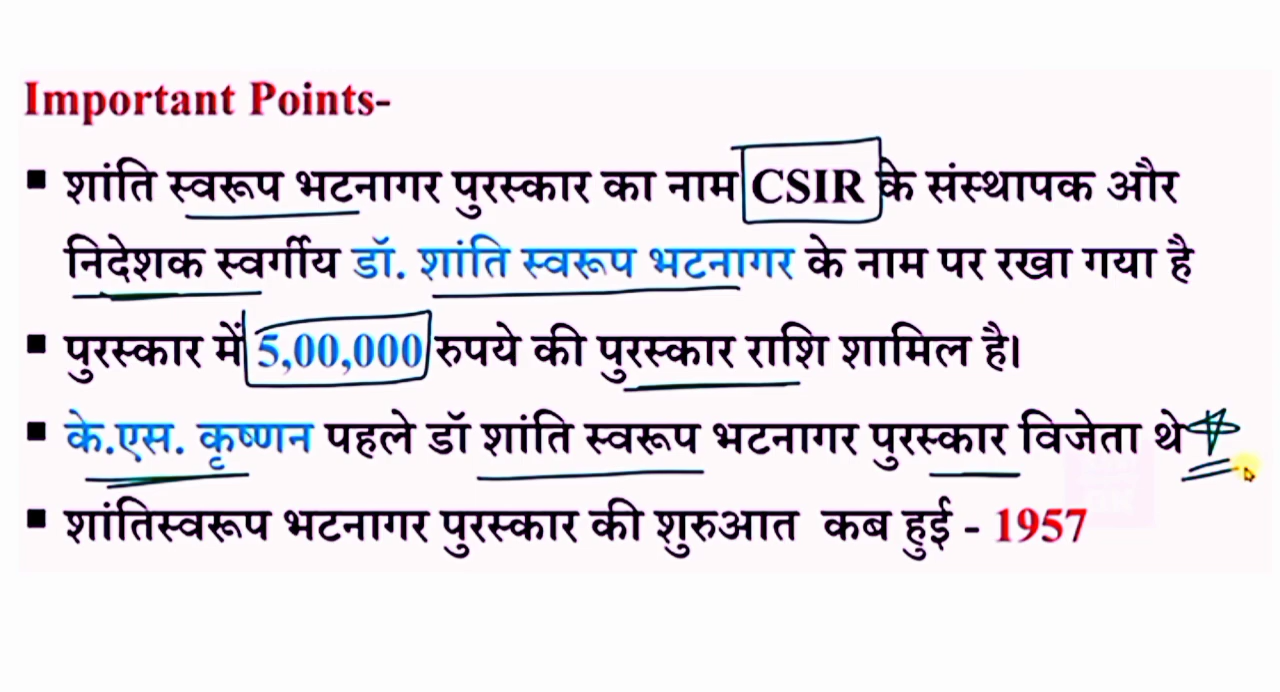 Important Points-
▪ शांति स्वरूप भटनागर पुरस्कार का नाम CSIR के संस्थापक और
निदेशक स्वर्गीय डॉ. शांति स्वरूप भटनागर के नाम पर रखा गया है
▪ पुरस्कार में 5,00,000 रुपये की पुरस्कार राशि शामिल है।
▪ के.एस. कृष्णन पहले डॉ शांति स्वरूप भटनागर पुरस्कार विजेता थे
▪ शांतिस्वरूप भटनागर पुरस्कार की शुरुआत कब हुई - 1957